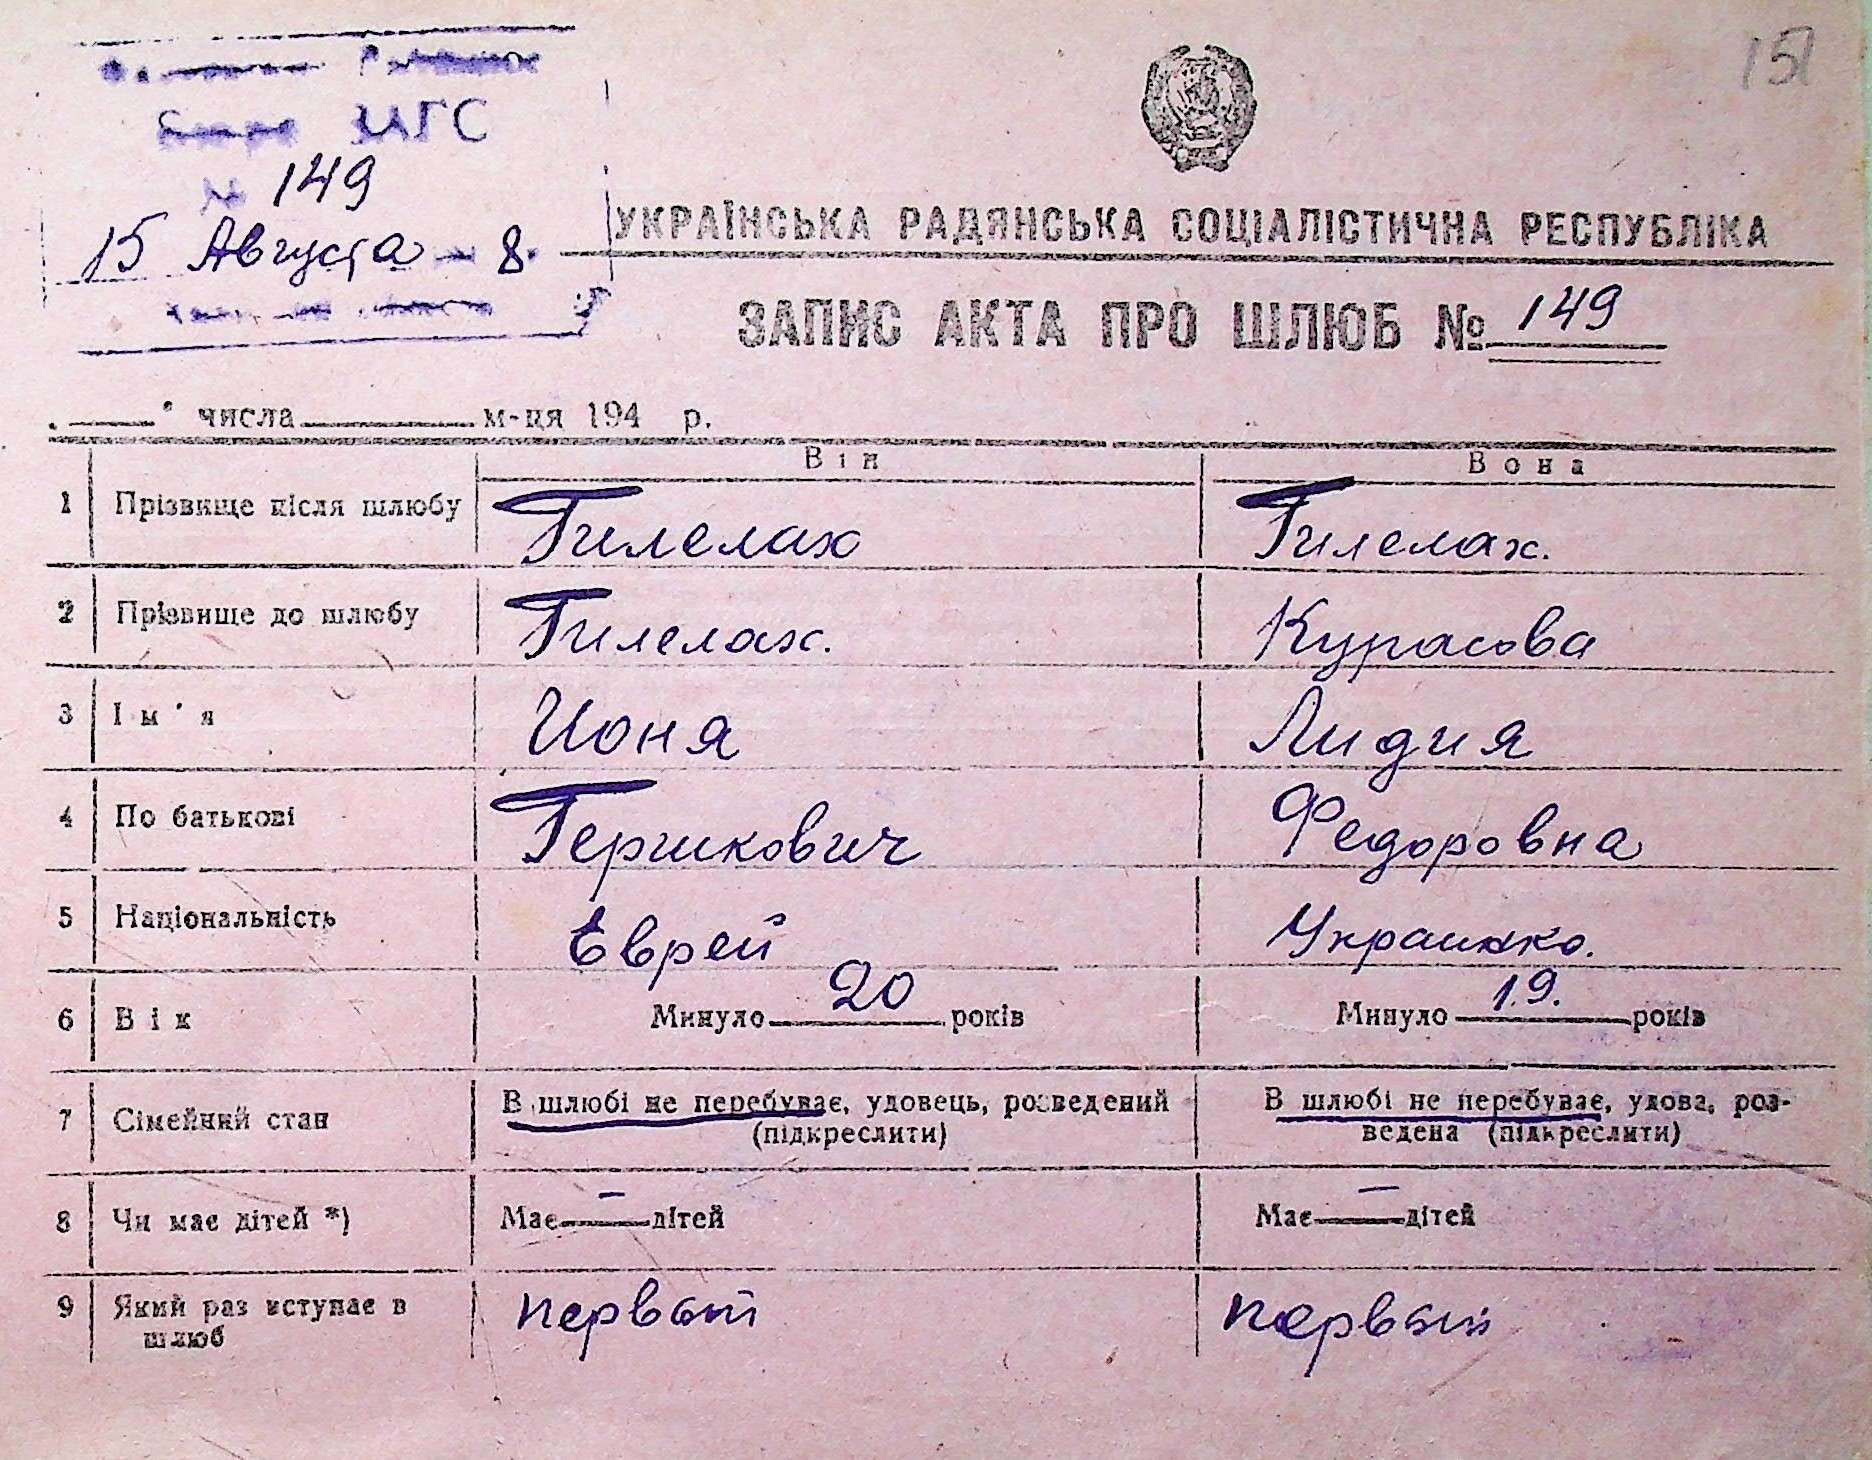 151
ЗАГС
№ 149
15 Августа 8.
УКРАЇНСЬКА РАДЯНСЬКА СОЦІАЛІСТИЧНА РЕСПУБЛІКА
ЗАПИС АКТА ПРО ШЛЮБ № 149
числа м-ця 194 р.
Він Вона
1 Прізвище після шлюбу Гилелах Гилелах.
2 Прізвище до шлюбу Гилелах. Курасова
3 Ім'я Ионя Лидия
4 По батькові Гершкович Федоровна
5 Національність Еврей Украинка.
6 Вік Минуло 20 років Минуло 19. років
7 Сімейний стан В шлюбі не перебуває, удовець, розведений В шлюбі не перебуває, удова, роз-
(підкреслити) ведена (підкреслити)
8 Чи має дітей *) Має — дітей Має — дітей
9 Який раз вступає в первый первый
шлюб